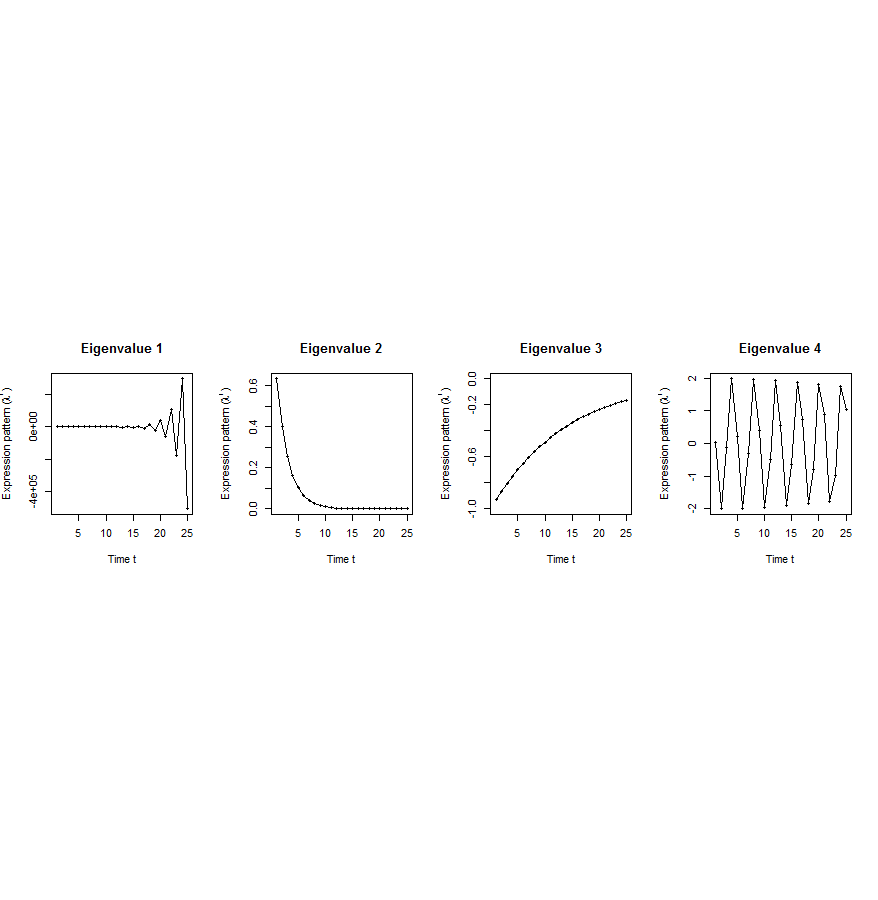 Eigenvalue 1
Expression pattern (λᵗ)
0e+00
-4e+05
5 10 15 20 25
Time t
Eigenvalue 2
Expression pattern (λᵗ)
0.6
0.4
0.2
0.0
5 10 15 20 25
Time t
Eigenvalue 3
Expression pattern (λᵗ)
0.0
-0.2
-0.6
-1.0
5 10 15 20 25
Time t
Eigenvalue 4
Expression pattern (λᵗ)
2
1
0
-1
-2
5 10 15 20 25
Time t